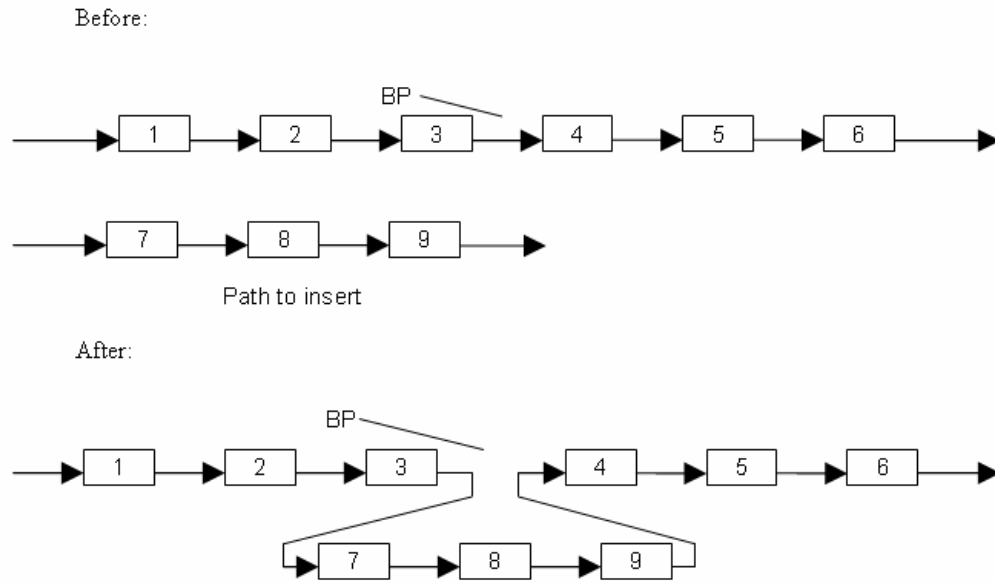 Before:
BP
1 2 3 4 5 6
7 8 9
Path to insert
After:
BP
1 2 3 4 5 6
7 8 9